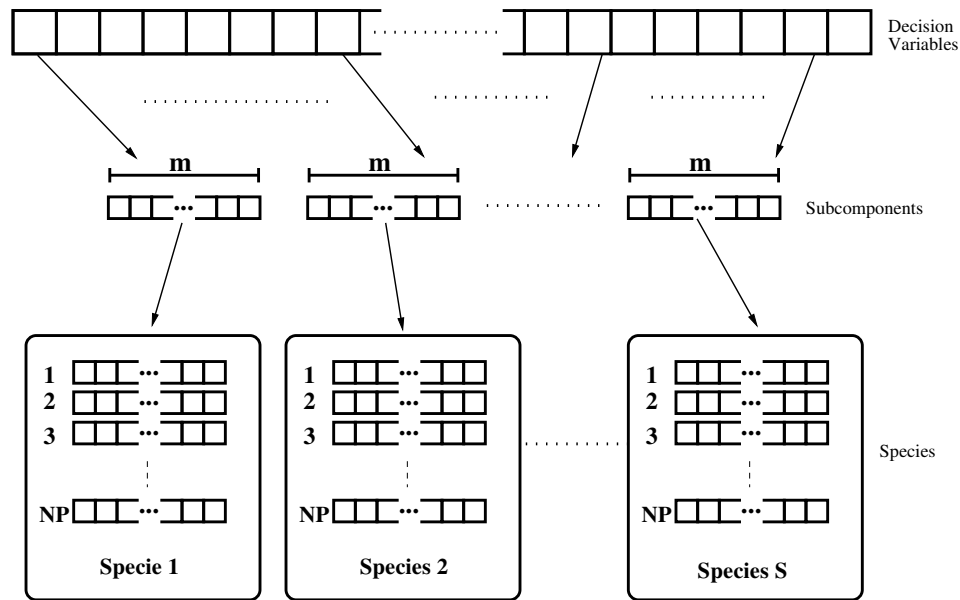 Decision
Variables
m
m
m
Subcomponents
1
2
3
NP
Specie 1
1
2
3
NP
Species 2
1
2
3
NP
Species S
Species